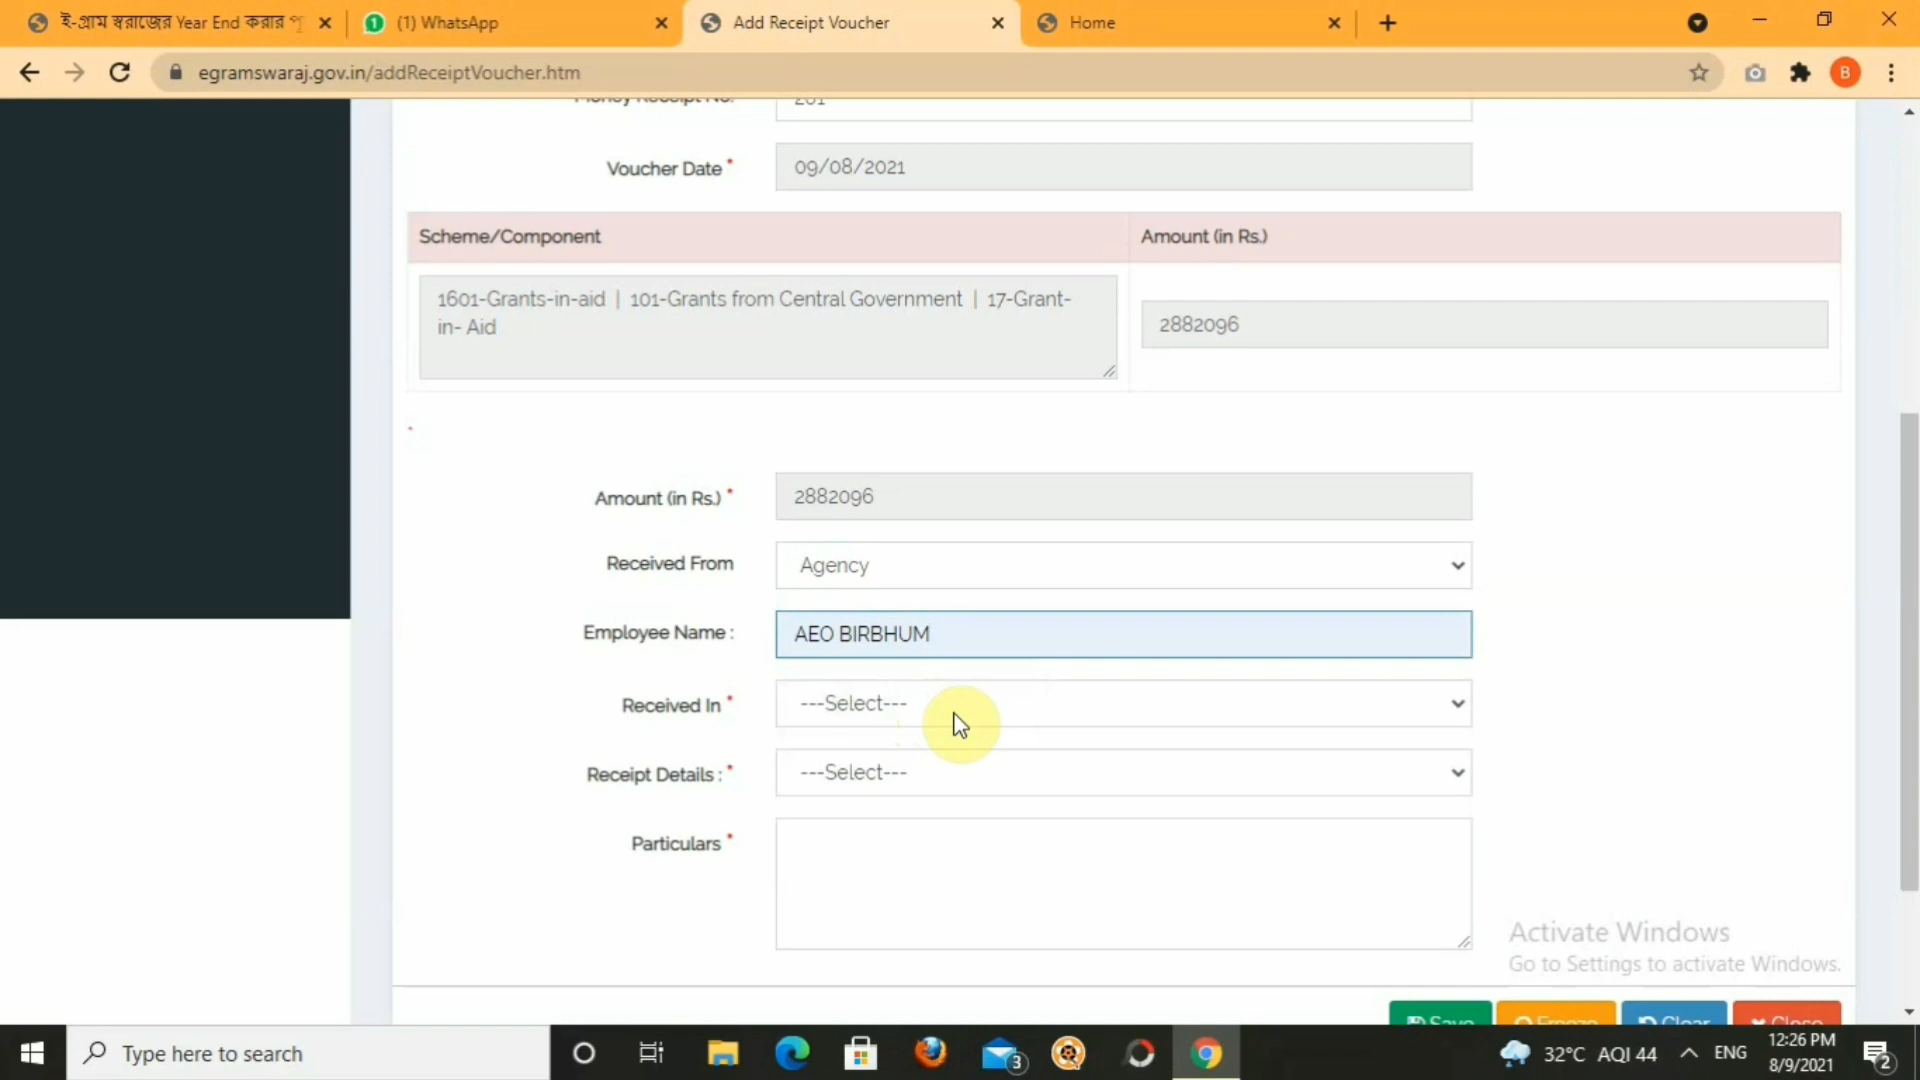 ই-গ্রাম স্বরাজের Year End করার প
(1) WhatsApp
Add Receipt Voucher
Home
B
egramswaraj.gov.in/addReceiptVoucher.htm
Money Receipt No.
201
Voucher Date *
09/08/2021
Scheme/Component
Amount (in Rs.)
1601-Grants-in-aid | 101-Grants from Central Government | 17-Grant-
in- Aid
2882096
Amount (in Rs.) *
2882096
Received From
Agency
Employee Name :
AEO BIRBHUM
Received In *
---Select---
Receipt Details : *
---Select---
Particulars *
Activate Windows
Go to Settings to activate Windows.
Save
Freeze
Clear
Close
Type here to search
3
32°C AQI 44
ENG
12:26 PM
8/9/2021
2